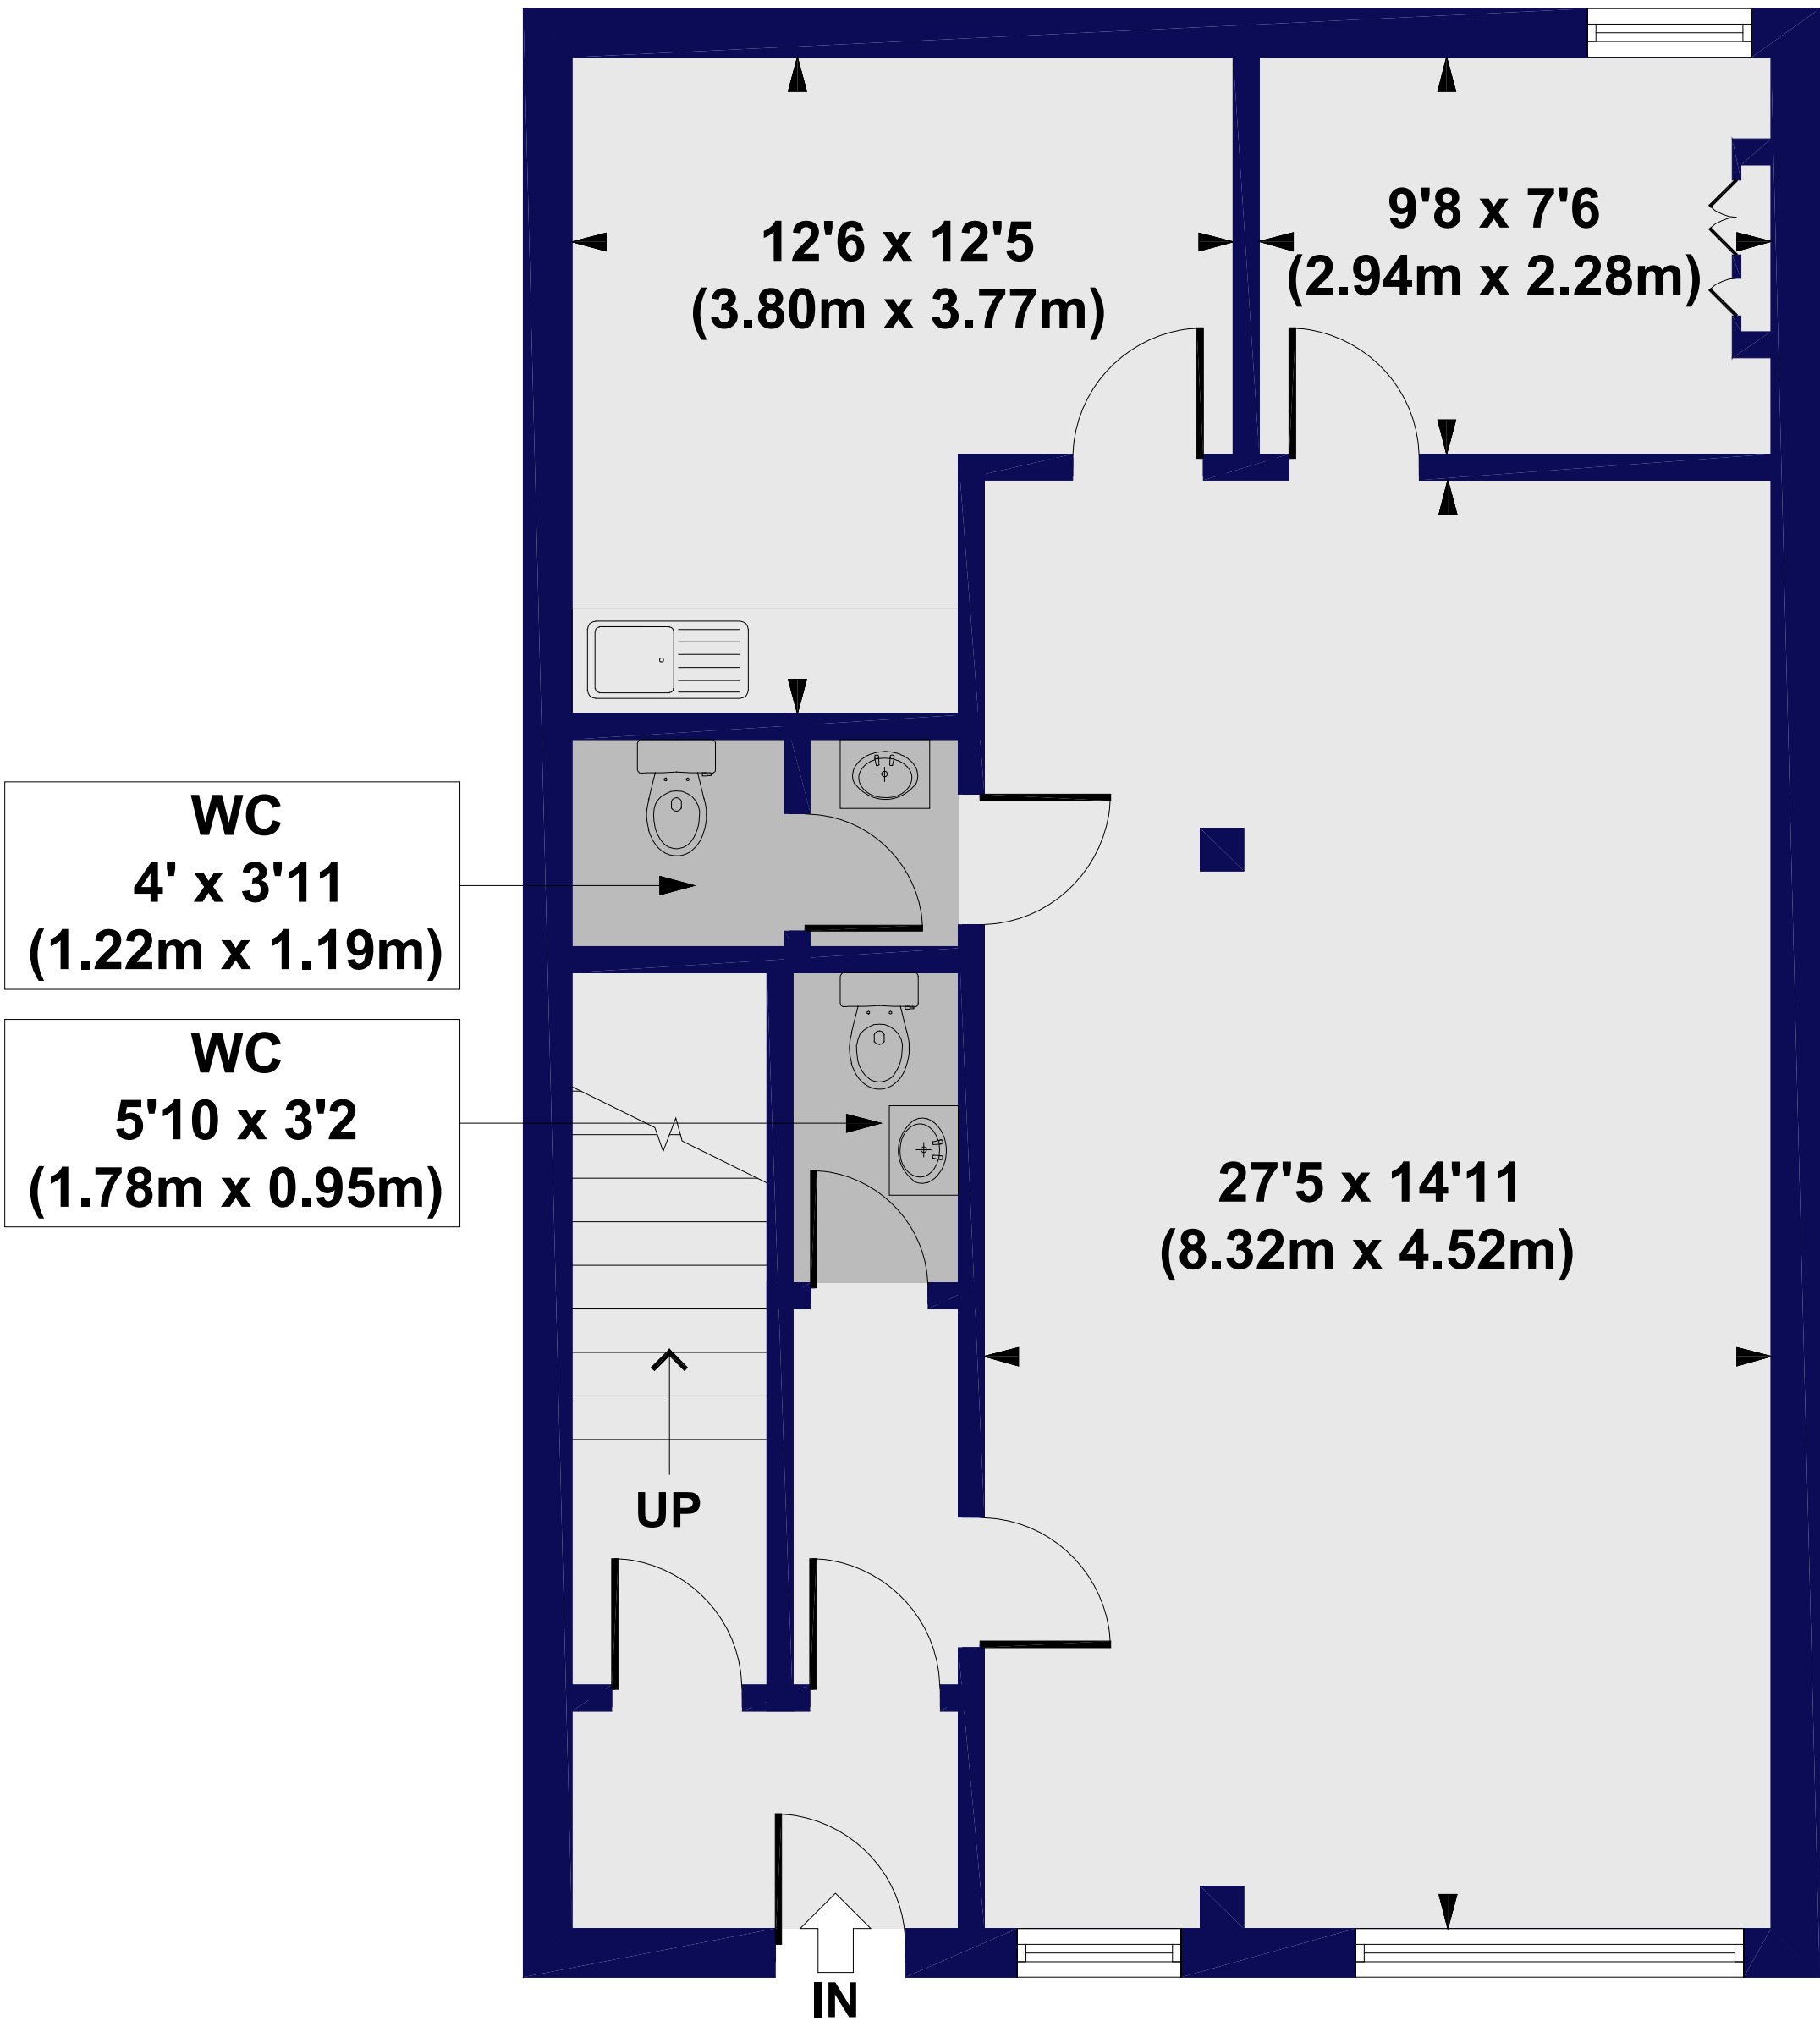 12'6 x 12'5
(3.80m x 3.77m)
9'8 x 7'6
(2.94m x 2.28m)
WC
4' x 3'11
(1.22m x 1.19m)
WC
5'10 x 3'2
(1.78m x 0.95m)
27'5 x 14'11
(8.32m x 4.52m)
UP
IN